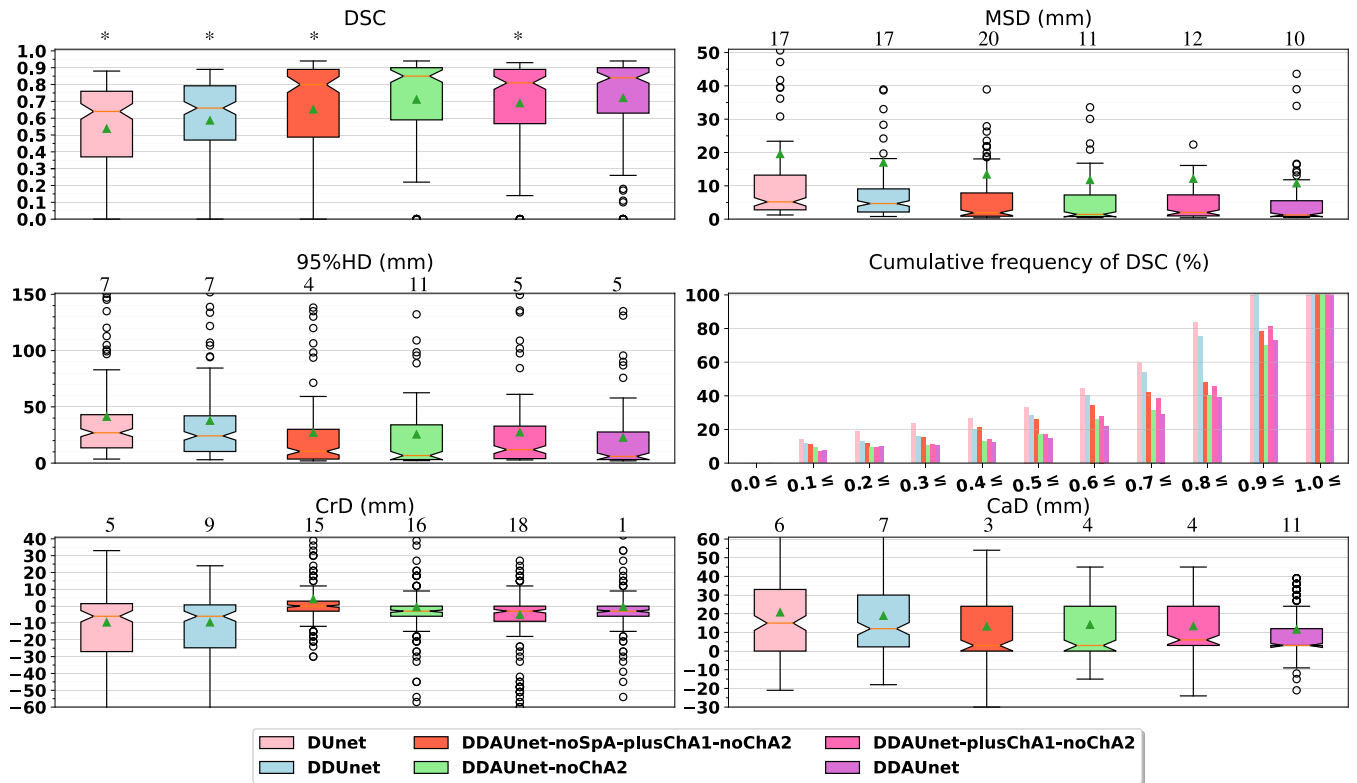 DSC
* * * *
1.0
0.9
0.8
0.7
0.6
0.5
0.4
0.3
0.2
0.1
0.0
MSD (mm)
17 17 20 11 12 10
50
40
30
20
10
0
95%HD (mm)
7 7 4 11 5 5
150
100
50
0
Cumulative frequency of DSC (%)
100
80
60
40
20
0
0.0 ≤ 0.1 ≤ 0.2 ≤ 0.3 ≤ 0.4 ≤ 0.5 ≤ 0.6 ≤ 0.7 ≤ 0.8 ≤ 0.9 ≤ 1.0 ≤
CrD (mm)
5 9 15 16 18 1
40
30
20
10
0
−10
−20
−30
−40
−50
−60
CaD (mm)
6 7 3 4 4 11
60
50
40
30
20
10
0
−10
−20
−30
DUnet
DDUnet
DDAUnet-noSpA-plusChA1-noChA2
DDAUnet-noChA2
DDAUnet-plusChA1-noChA2
DDAUnet